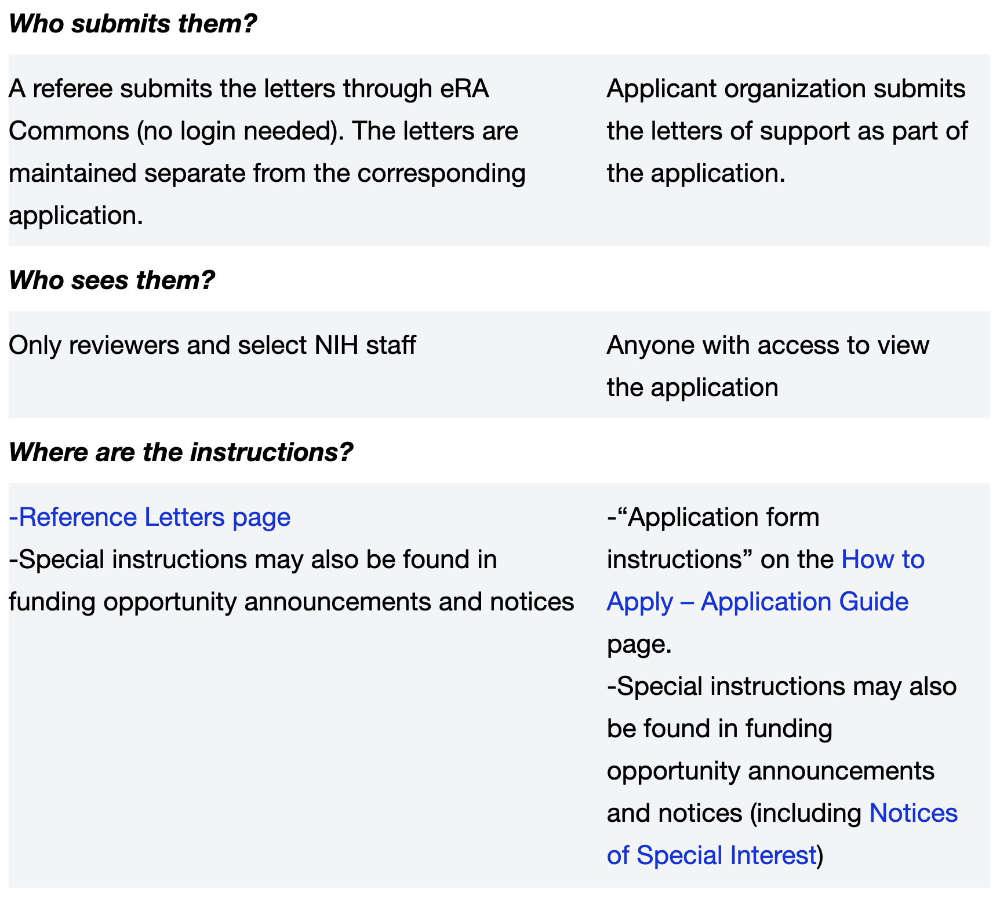 Who submits them?
A referee submits the letters through eRA
Commons (no login needed). The letters are
maintained separate from the corresponding
application.
Applicant organization submits
the letters of support as part of
the application.
Who sees them?
Only reviewers and select NIH staff
Anyone with access to view
the application
Where are the instructions?
-Reference Letters page
-Special instructions may also be found in
funding opportunity announcements and notices
-“Application form
instructions” on the How to
Apply – Application Guide
page.
-Special instructions may also
be found in funding
opportunity announcements
and notices (including Notices
of Special Interest)